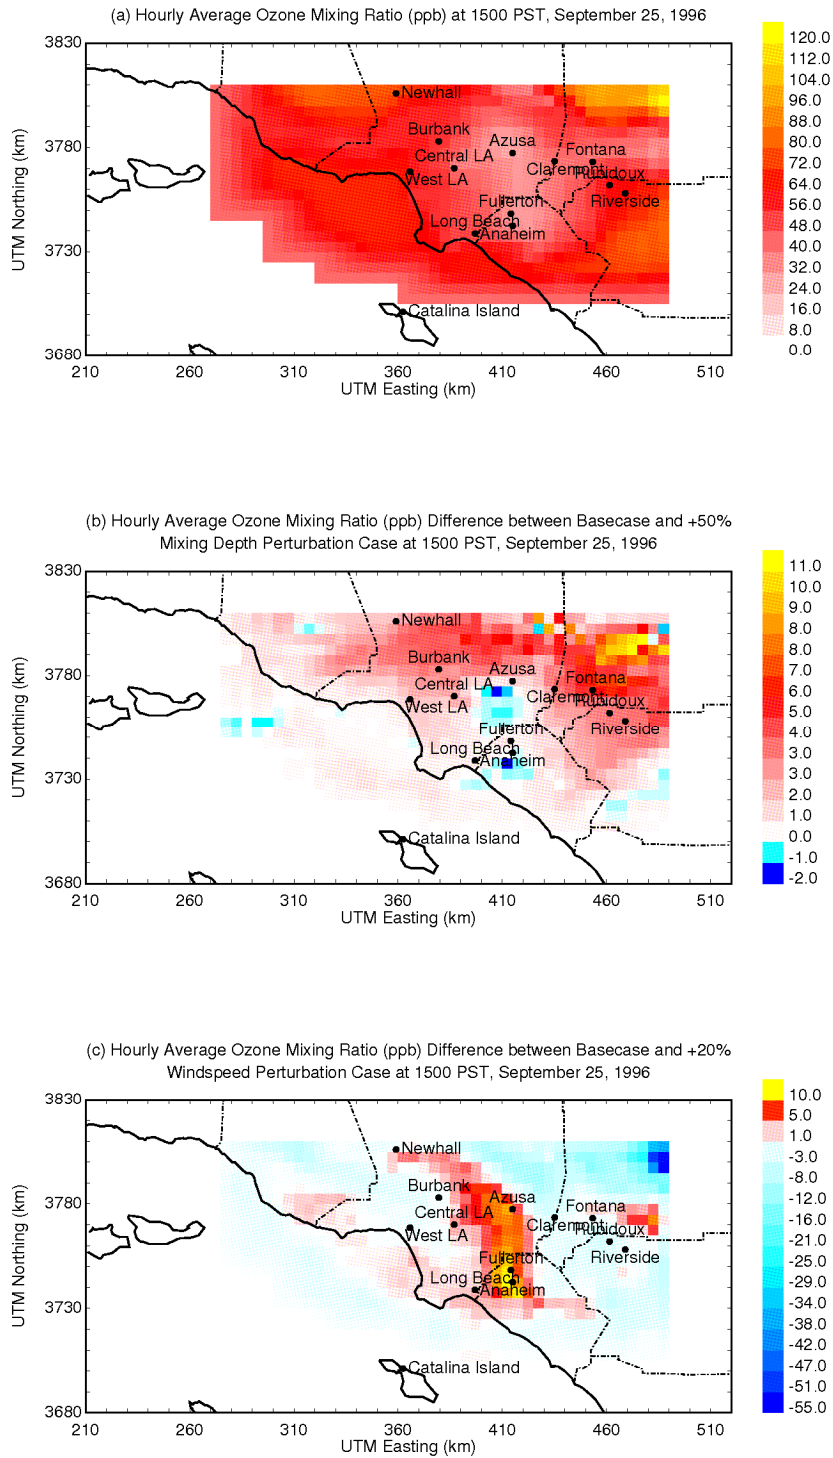 (a) Hourly Average Ozone Mixing Ratio (ppb) at 1500 PST, September 25, 1996
3830
3780
3730
3680
UTM Northing (km)
Newhall
Burbank
Azusa
Central LA
Fontana
West LA
Claremont
Rubidoux
Fullerton
Riverside
Long Beach
Anaheim
Catalina Island
210 260 310 360 410 460 510
UTM Easting (km)
120.0
112.0
104.0
96.0
88.0
80.0
72.0
64.0
56.0
48.0
40.0
32.0
24.0
16.0
8.0
0.0
(b) Hourly Average Ozone Mixing Ratio (ppb) Difference between Basecase and +50%
Mixing Depth Perturbation Case at 1500 PST, September 25, 1996
3830
3780
3730
3680
UTM Northing (km)
Newhall
Burbank
Azusa
Central LA
Fontana
West LA
Claremont
Rubidoux
Fullerton
Riverside
Long Beach
Anaheim
Catalina Island
210 260 310 360 410 460 510
UTM Easting (km)
11.0
10.0
9.0
8.0
7.0
6.0
5.0
4.0
3.0
2.0
1.0
0.0
-1.0
-2.0
(c) Hourly Average Ozone Mixing Ratio (ppb) Difference between Basecase and +20%
Windspeed Perturbation Case at 1500 PST, September 25, 1996
3830
3780
3730
3680
UTM Northing (km)
Newhall
Burbank
Azusa
Central LA
Fontana
West LA
Claremont
Rubidoux
Fullerton
Riverside
Long Beach
Anaheim
Catalina Island
210 260 310 360 410 460 510
UTM Easting (km)
10.0
5.0
1.0
-3.0
-8.0
-12.0
-16.0
-21.0
-25.0
-29.0
-34.0
-38.0
-42.0
-47.0
-51.0
-55.0